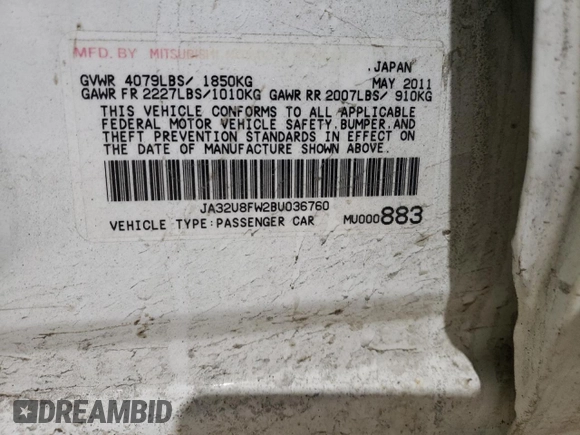 MFD. BY MITSUBISHI
. JAPAN
GVWR 4079LBS/ 1850KG MAY 2011
GAWR FR 2227LBS/1010KG GAWR RR 2007LBS/ 910KG
THIS VEHICLE CONFORMS TO ALL APPLICABLE
FEDERAL MOTOR VEHICLE SAFETY,BUMPER,AND
THEFT PREVENTION STANDARDS IN EFFECT ON
THE DATE OF MANUFACTURE SHOWN ABOVE.
JA32U8FW2BU036760
VEHICLE TYPE:PASSENGER CAR MU000883
DREAMBID